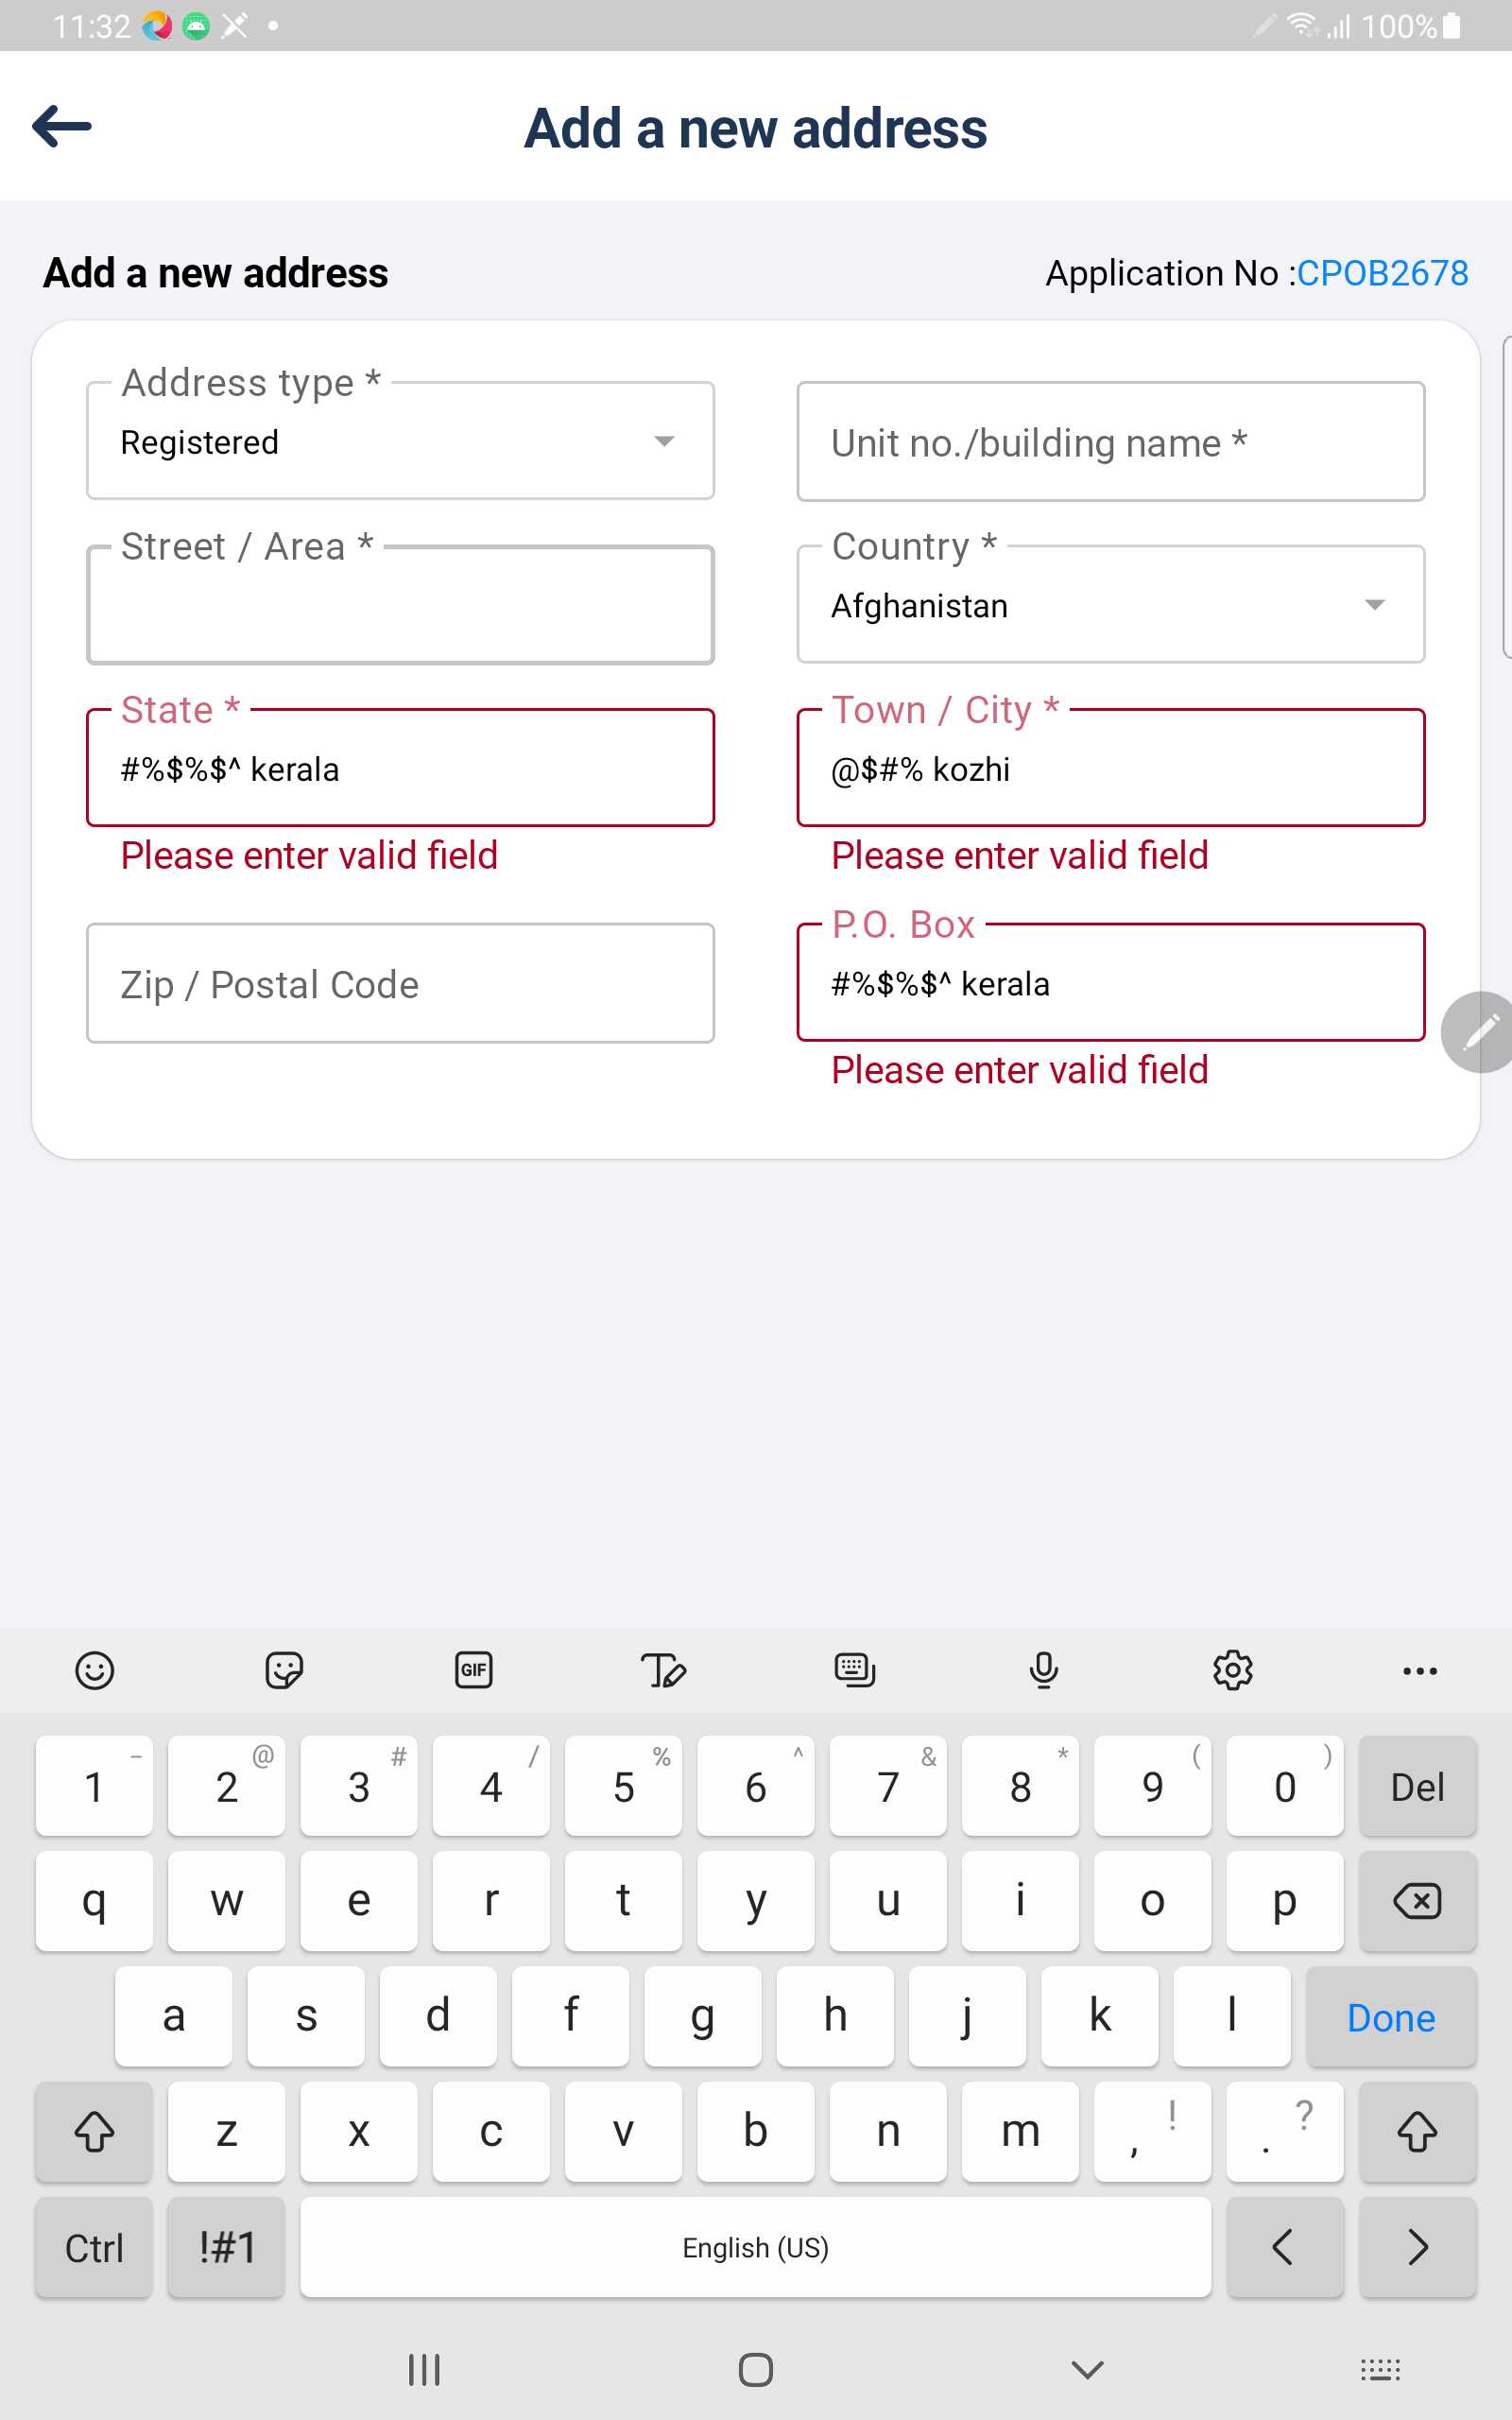 11:32
100%
Add a new address
Add a new address
Application No :CPOB2678
Address type *
Registered
Unit no./building name *
Street / Area *
Country *
Afghanistan
State *
#%$%$^ kerala
Please enter valid field
Town / City *
@$#% kozhi
Please enter valid field
Zip / Postal Code
P.O. Box
#%$%$^ kerala
Please enter valid field
GIF
1 – 2 @ 3 # 4 / 5 % 6 ^ 7 & 8 * 9 ( 0 ) Del
q w e r t y u i o p
a s d f g h j k l Done
z x c v b n m , ! . ?
Ctrl !#1 English (US)